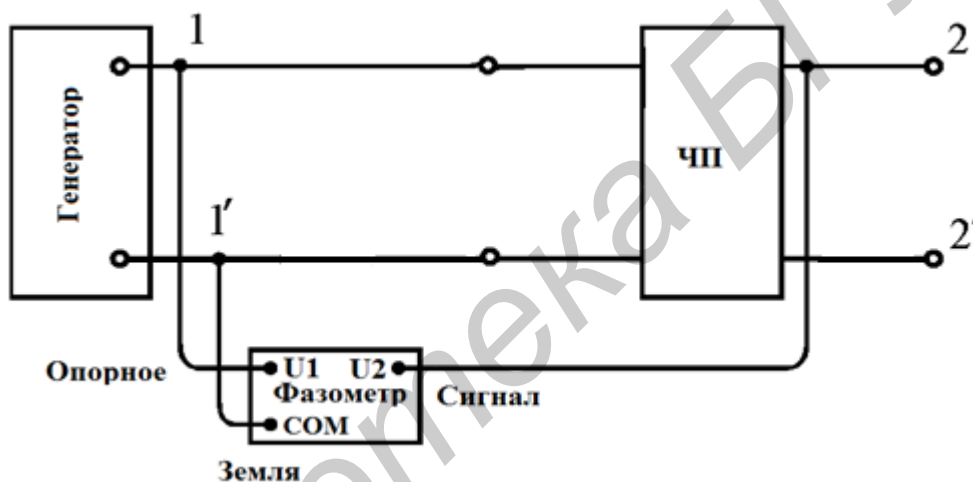 1
2
Генератор
ЧП
1′
2′
Опорное
U1 U2
Фазометр
Сигнал
COM
Земля